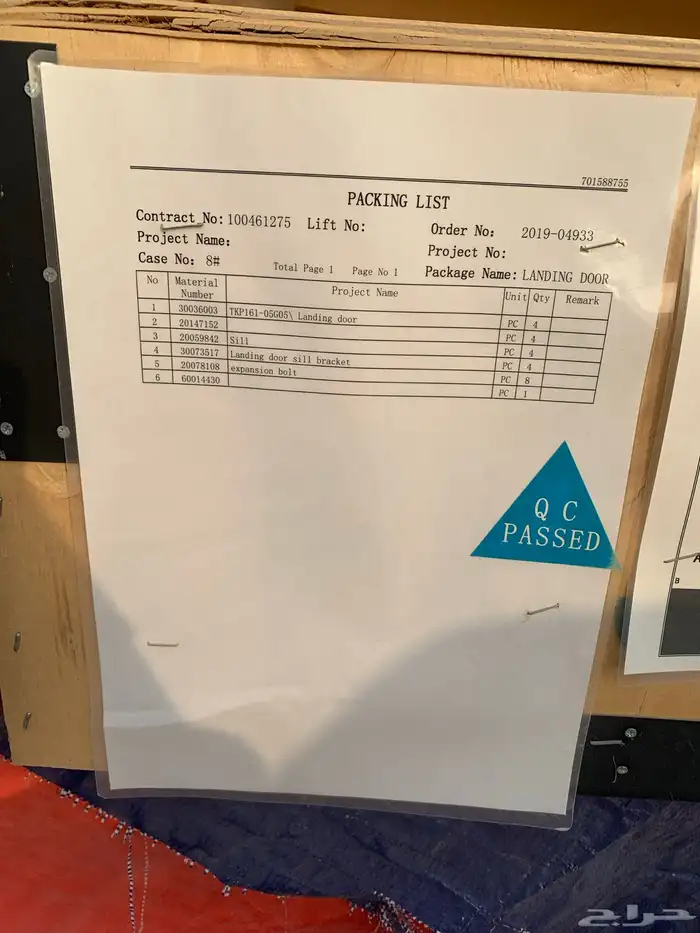 701588755
PACKING LIST
Contract No: 100461275 Lift No: Order No: 2019-04933
Project Name: Project No:
Case No: 8# Total Page 1 Page No 1 Package Name: LANDING DOOR
No Material Number Project Name Unit Qty Remark
1 30036003 TKP161-05G05\ Landing door PC 4
2 20147152 PC 4
3 20059842 Sill PC 4
4 30073517 Landing door sill bracket PC 4
5 20078108 expansion bolt PC 8
6 60014430 PC 1
Q C
PASSED
A
B
حراج